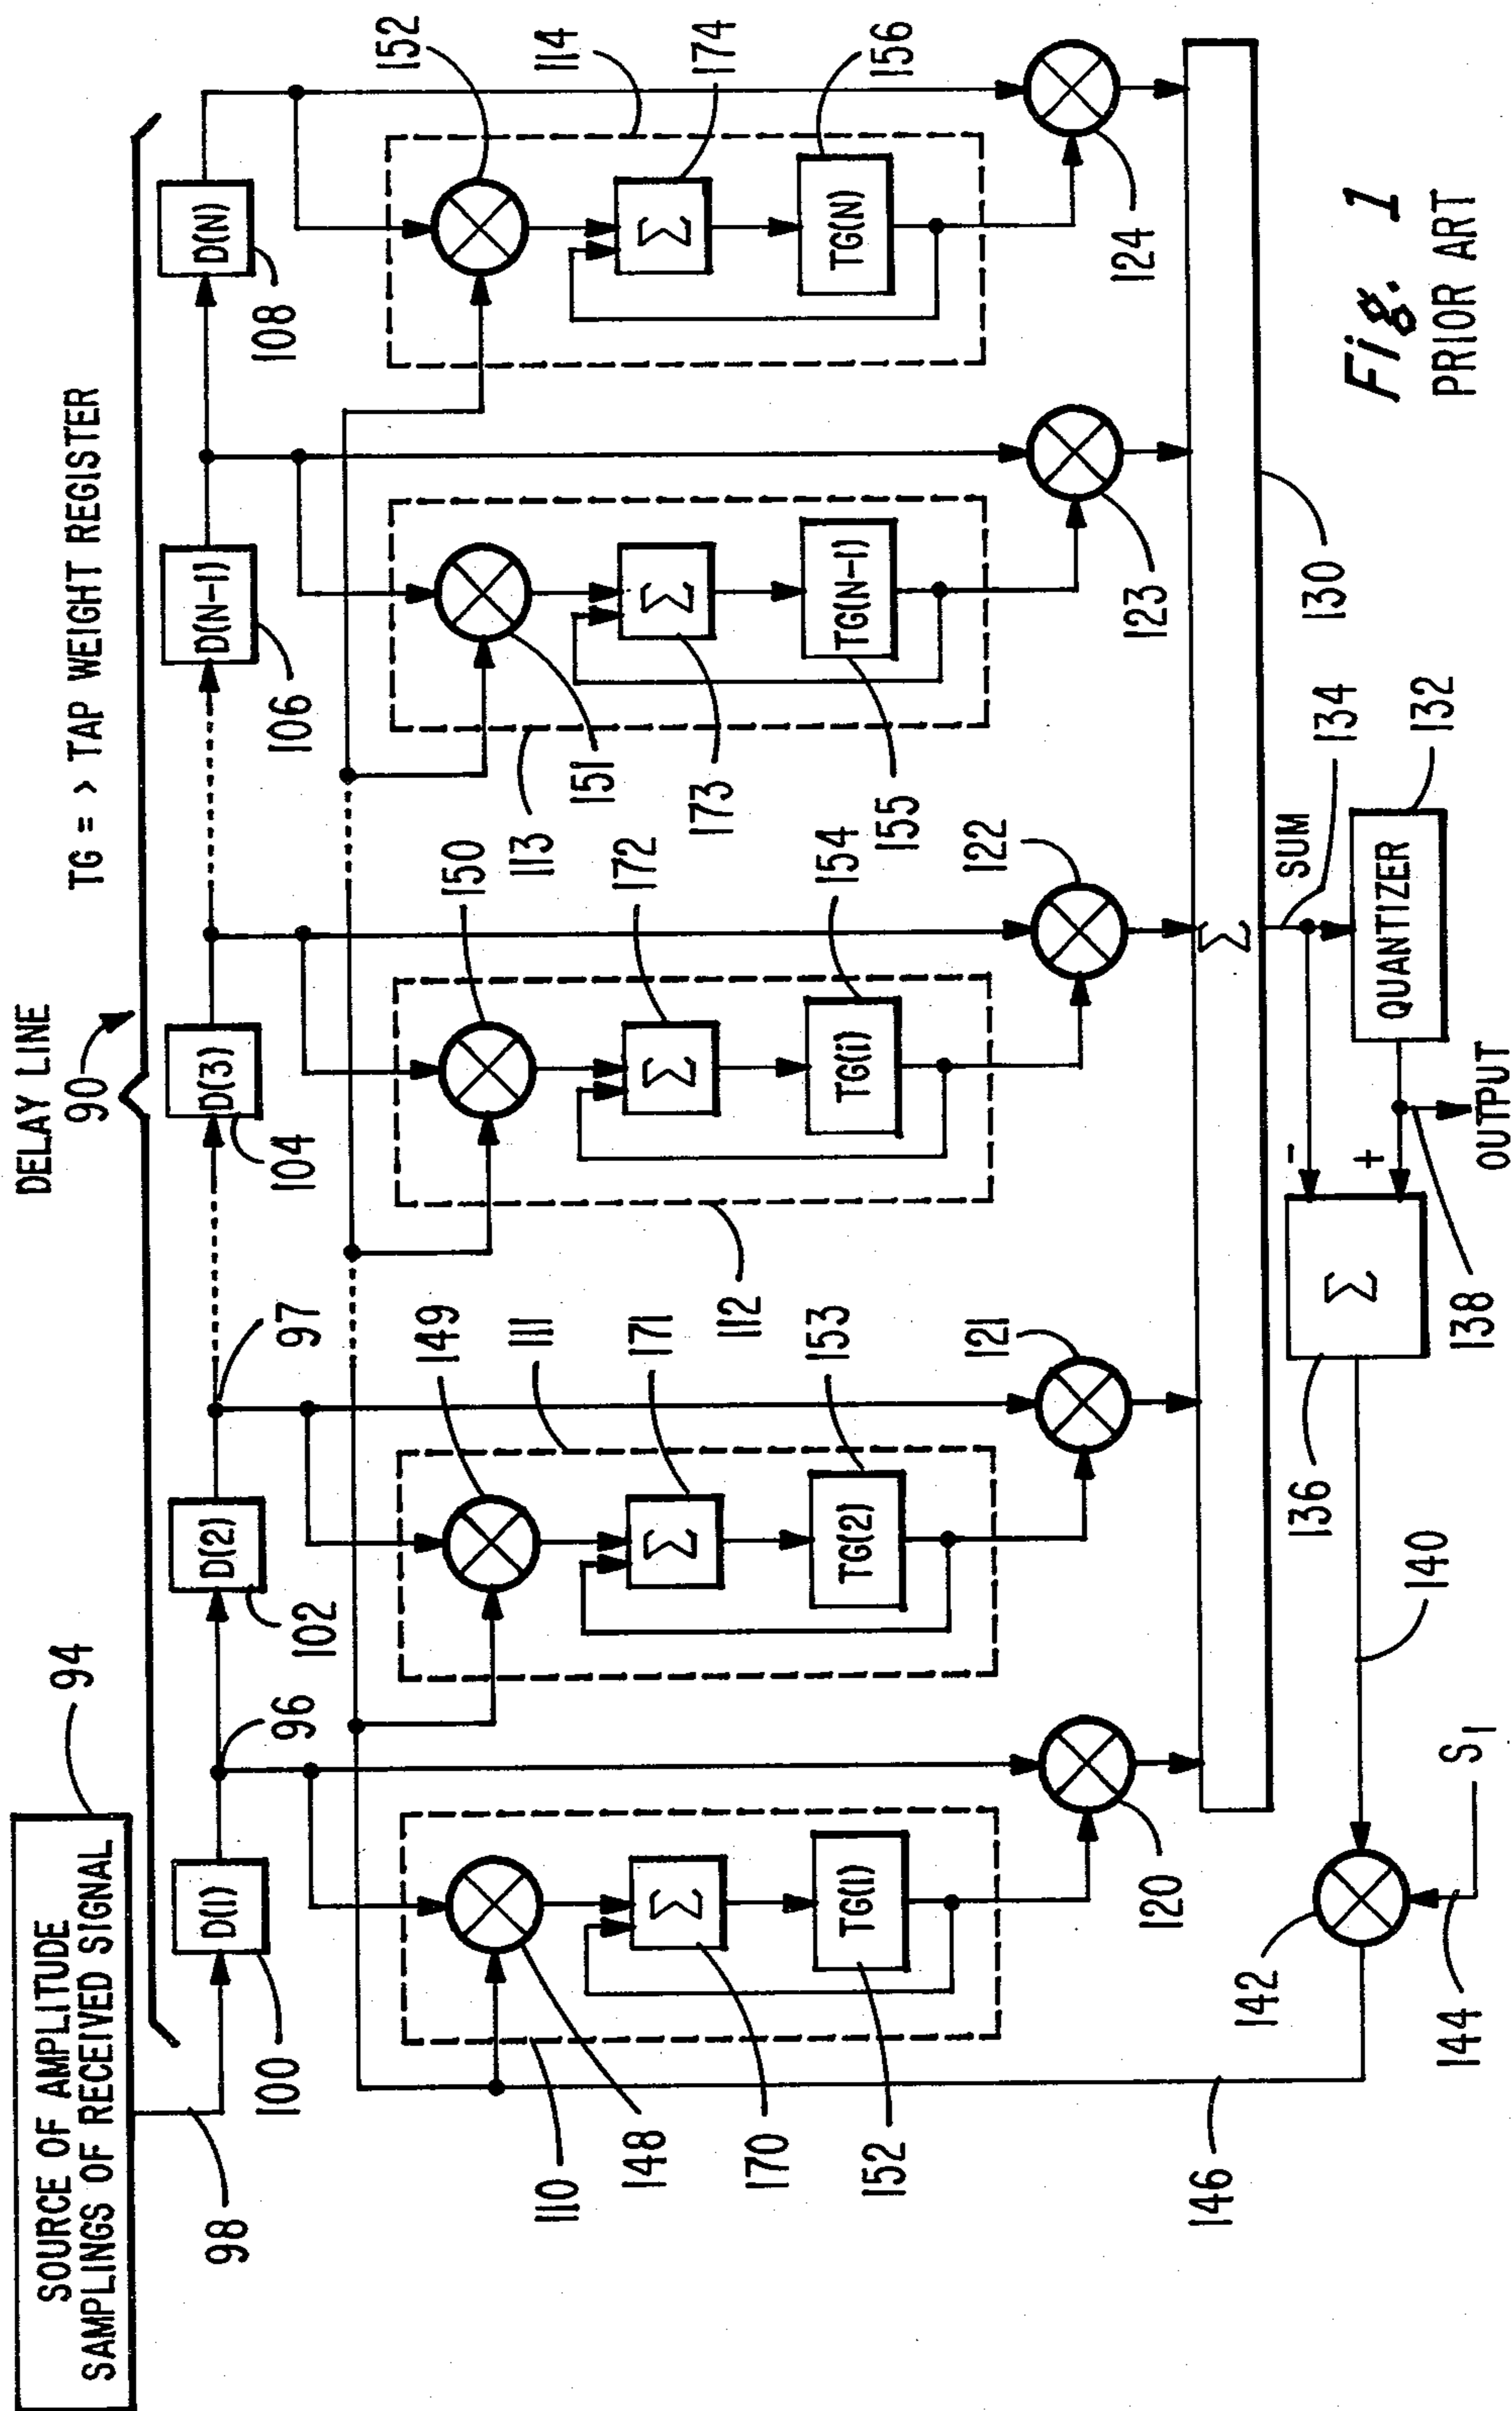 SOURCE OF AMPLITUDE
SAMPLINGS OF RECEIVED SIGNAL
94
98
DELAY LINE
90
TG = > TAP WEIGHT REGISTER
D(1)
100
96
D(2)
102
97
D(3)
104
D(N-1)
106
D(N)
108
110
148
Σ
170
TG(1)
152
120
149
111
Σ
171
TG(2)
153
121
112
150
Σ
172
TG(i)
154
122
113
151
Σ
173
TG(N-1)
155
123
152
114
Σ
174
TG(N)
156
124
Σ
130
SUM
134
QUANTIZER
132
OUTPUT
138
-
+
Σ
136
140
142
144
S1
146
Fig. 1
PRIOR ART